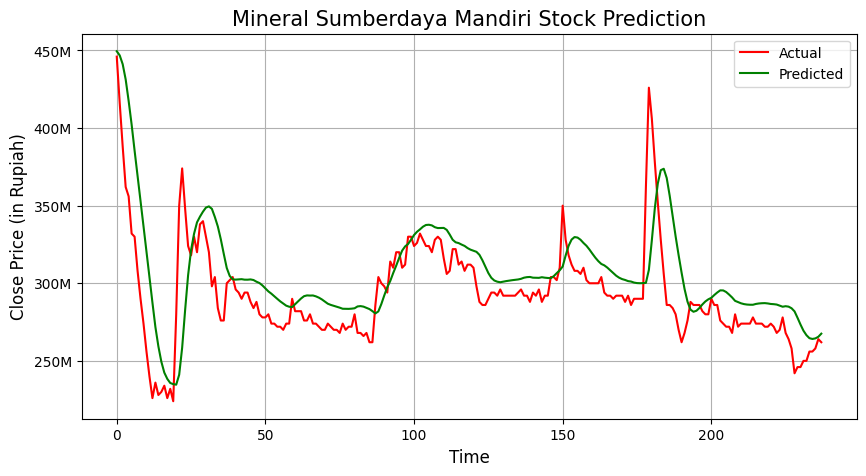 Mineral Sumberdaya Mandiri Stock Prediction
Actual
Predicted
Close Price (in Rupiah)
450M
400M
350M
300M
250M
0 50 100 150 200
Time